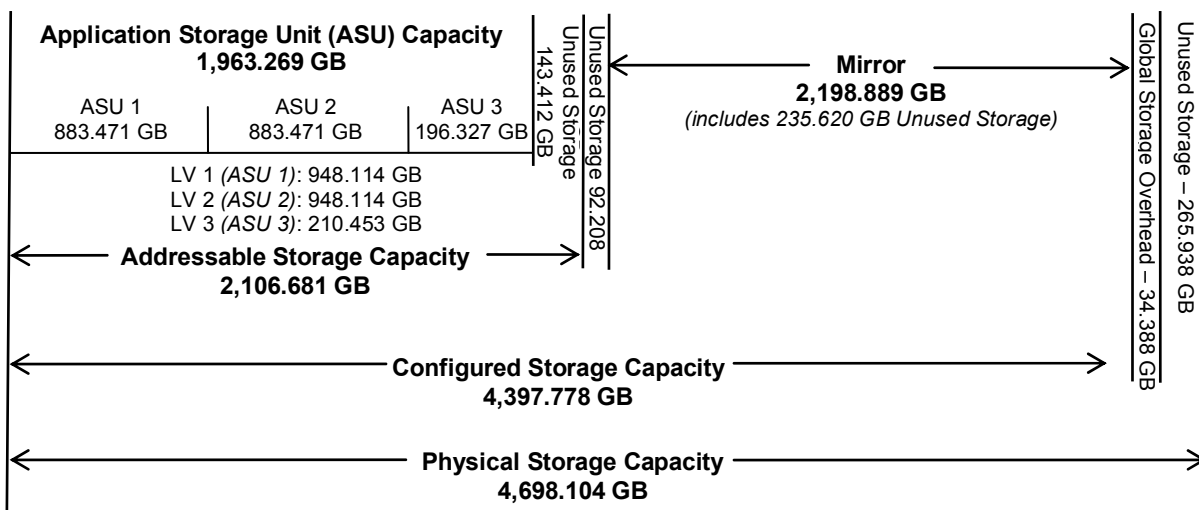 Application Storage Unit (ASU) Capacity
1,963.269 GB
ASU 1
883.471 GB
ASU 2
883.471 GB
ASU 3
196.327 GB
Unused Storage
143.412 GB
Unused Storage 92.208
Mirror
2,198.889 GB
(includes 235.620 GB Unused Storage)
Global Storage Overhead – 34.388 GB
Unused Storage – 265.938 GB
LV 1 (ASU 1): 948.114 GB
LV 2 (ASU 2): 948.114 GB
LV 3 (ASU 3): 210.453 GB
Addressable Storage Capacity
2,106.681 GB
Configured Storage Capacity
4,397.778 GB
Physical Storage Capacity
4,698.104 GB